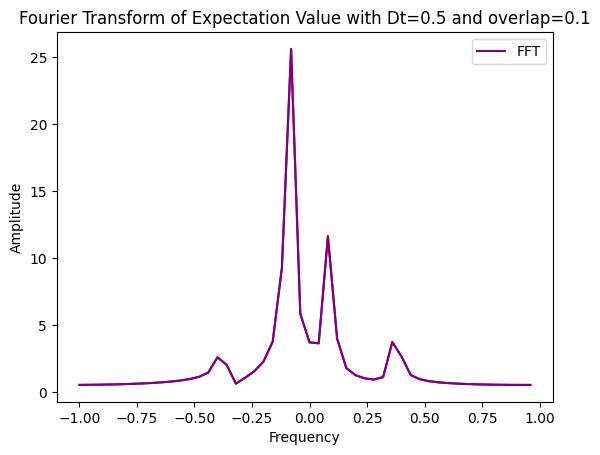 Fourier Transform of Expectation Value with Dt=0.5 and overlap=0.1
FFT
25
20
15
10
5
0
Amplitude
−1.00 −0.75 −0.50 −0.25 0.00 0.25 0.50 0.75 1.00
Frequency